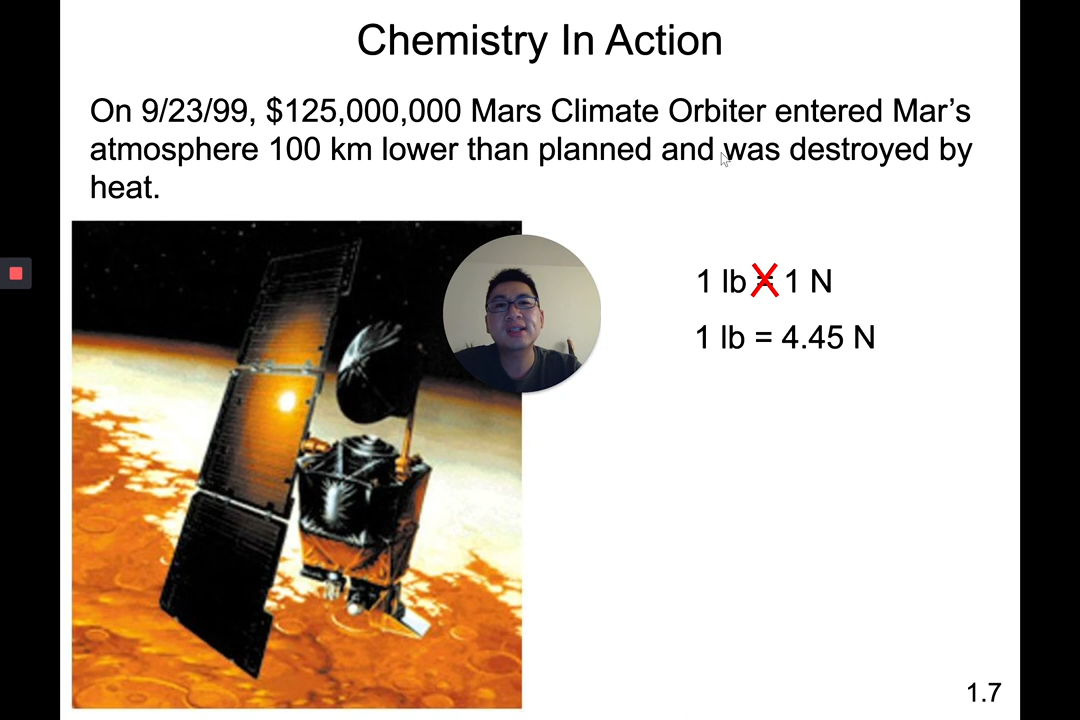 Chemistry In Action
On 9/23/99, $125,000,000 Mars Climate Orbiter entered Mar’s
atmosphere 100 km lower than planned and was destroyed by
heat.
1 lb = 1 N
1 lb = 4.45 N
1.7